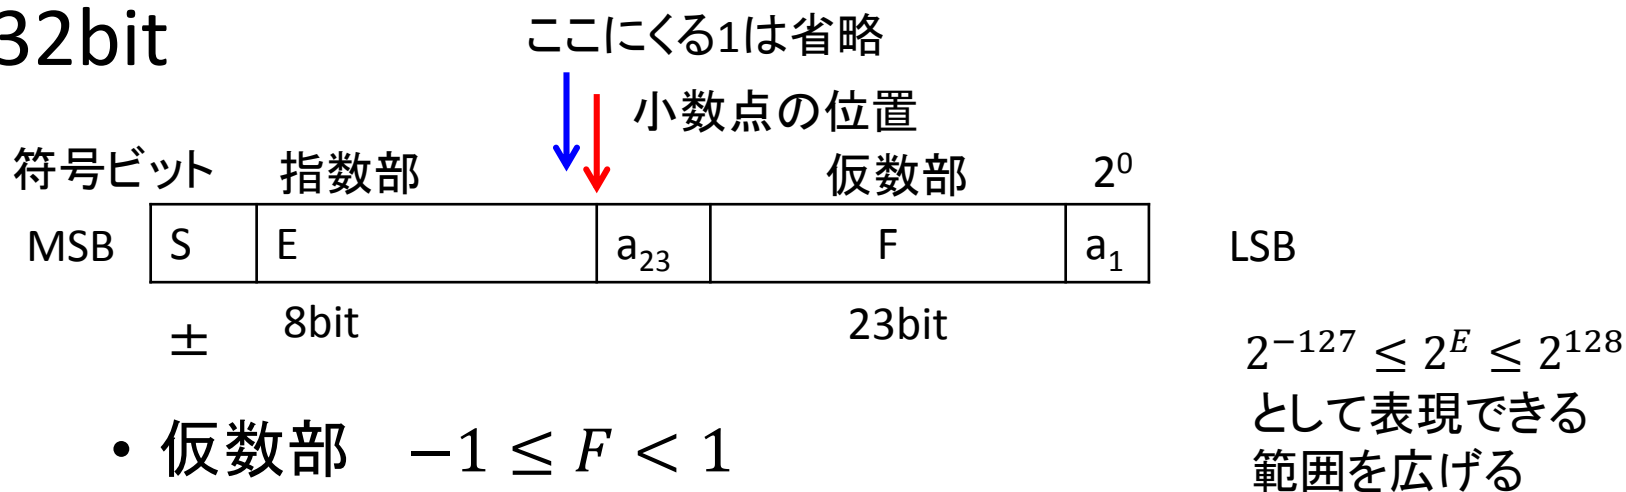 32bit
ここにくる1は省略
小数点の位置
符号ビット 指数部 仮数部 2⁰
MSB S E a₂₃ F a₁ LSB
± 8bit 23bit
2⁻¹²⁷ ≤ 2ᴱ ≤ 2¹²⁸
として表現できる
範囲を広げる
• 仮数部 −1 ≤ F < 1